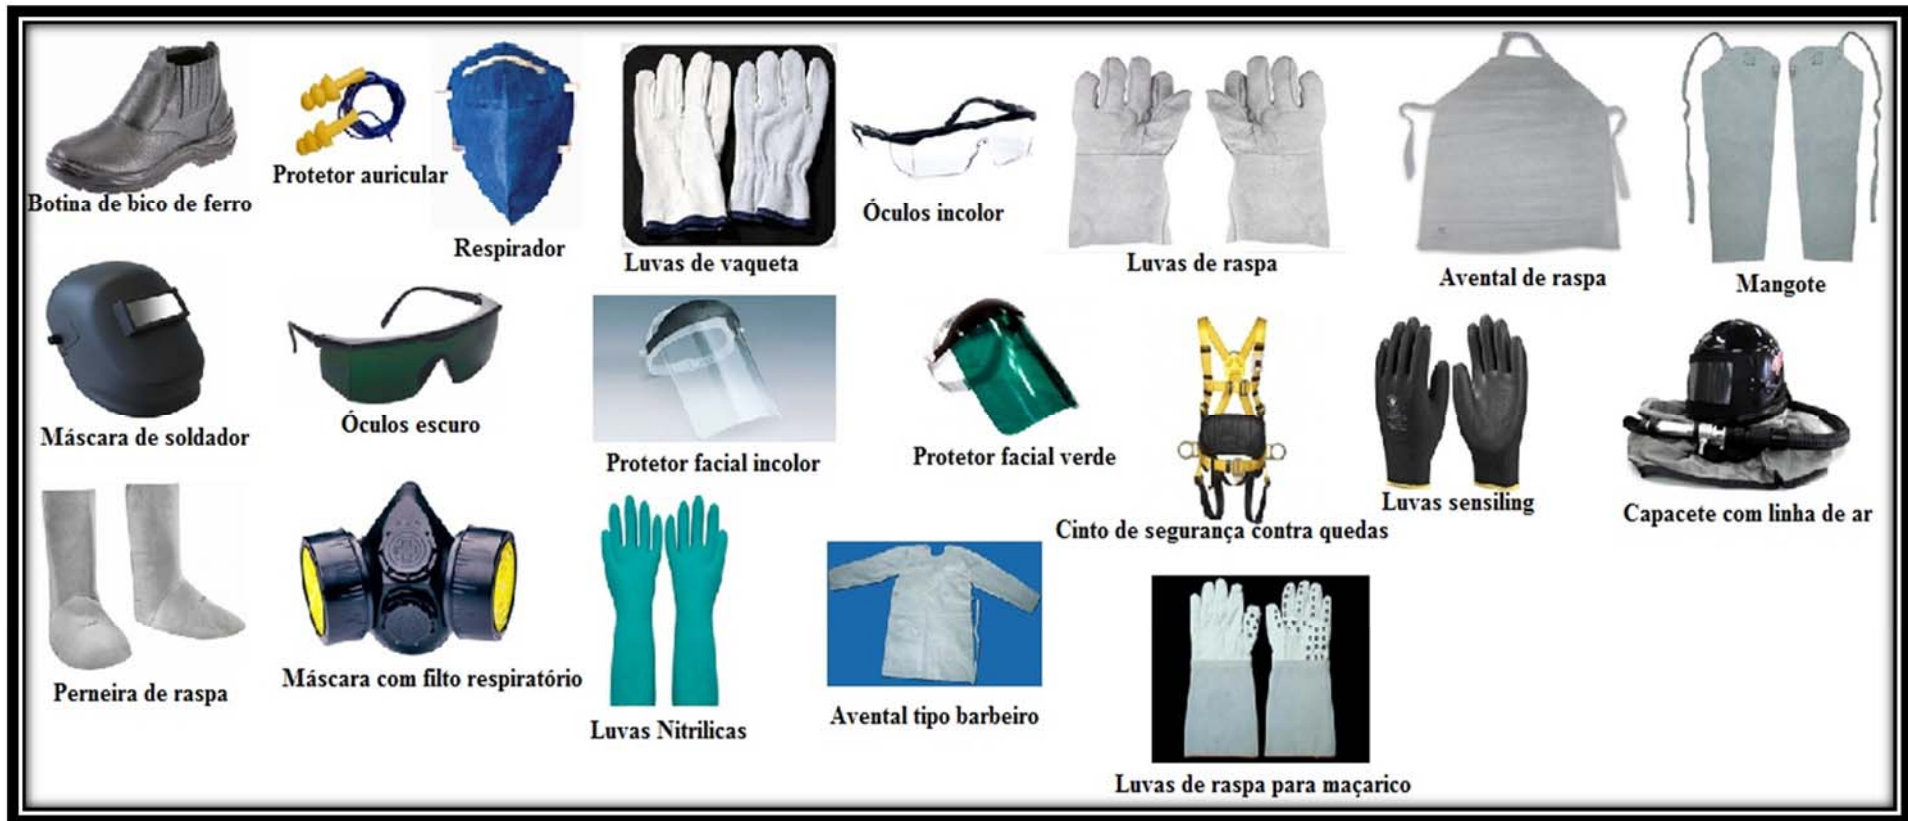 Botina de bico de ferro
Protetor auricular
Respirador
Luvas de vaqueta
Óculos incolor
Luvas de raspa
Avental de raspa
Mangote
Máscara de soldador
Óculos escuro
Protetor facial incolor
Protetor facial verde
Cinto de segurança contra quedas
Luvas sensiling
Capacete com linha de ar
Perneira de raspa
Máscara com filto respiratório
Luvas Nitrilicas
Avental tipo barbeiro
Luvas de raspa para maçarico